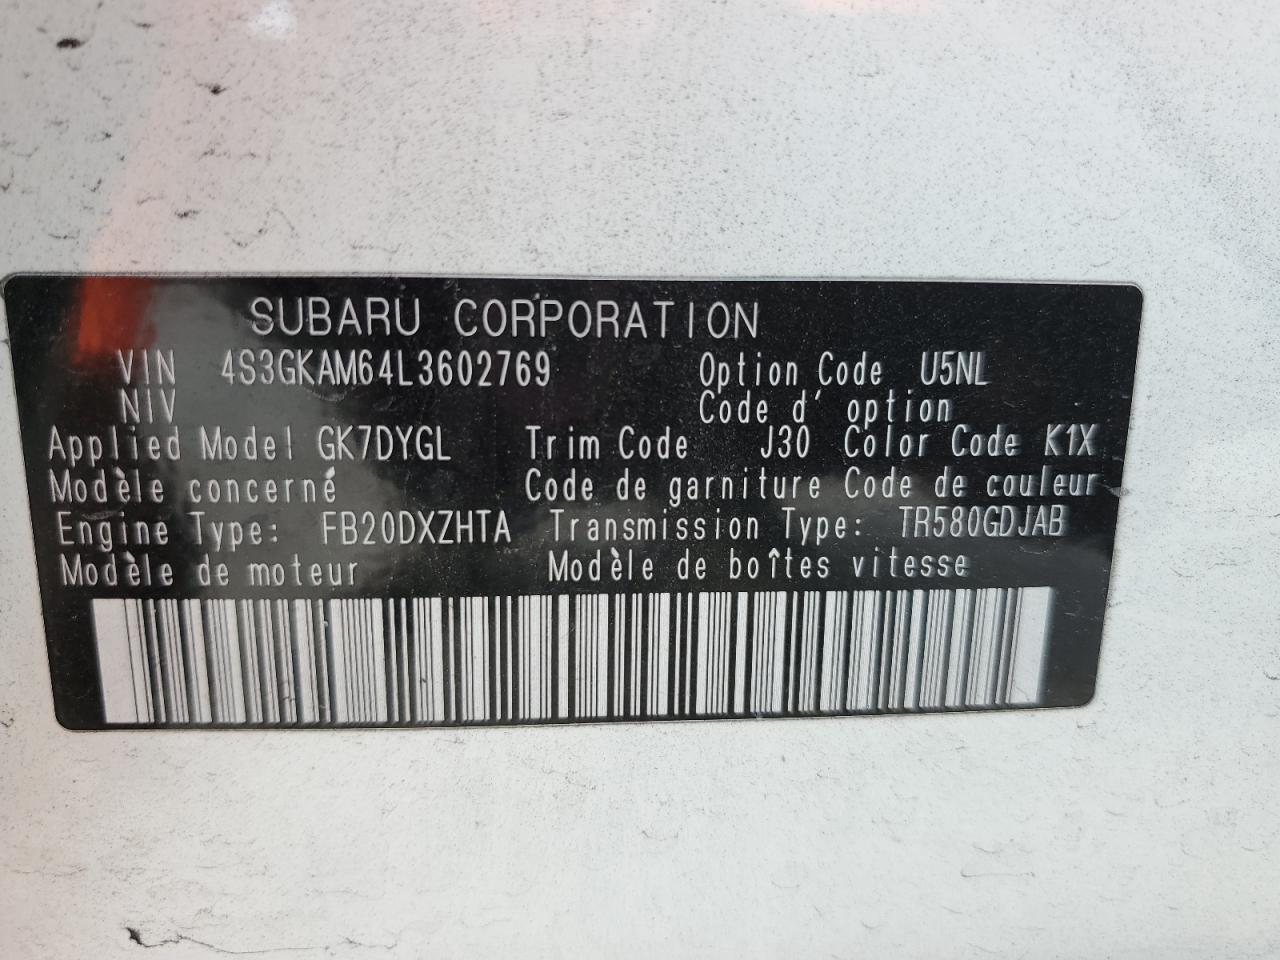 SUBARU CORPORATION
VIN 4S3GKAM64L3602769 Option Code U5NL
NIV Code d' option
Applied Model GK7DYGL Trim Code J30 Color Code K1X
Modèle concerné Code de garniture Code de couleur
Engine Type: FB20DXZHTA Transmission Type: TR580GDJAB
Modèle de moteur Modèle de boîtes vitesse